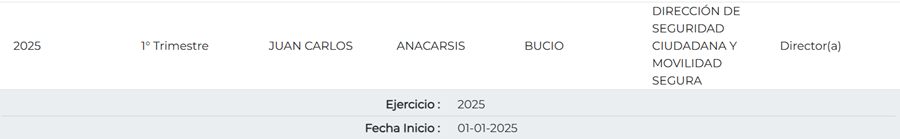 2025 1° Trimestre JUAN CARLOS ANACARSIS BUCIO DIRECCIÓN DE
SEGURIDAD
CIUDADANA Y
MOVILIDAD
SEGURA Director(a)
Ejercicio : 2025
Fecha Inicio : 01-01-2025